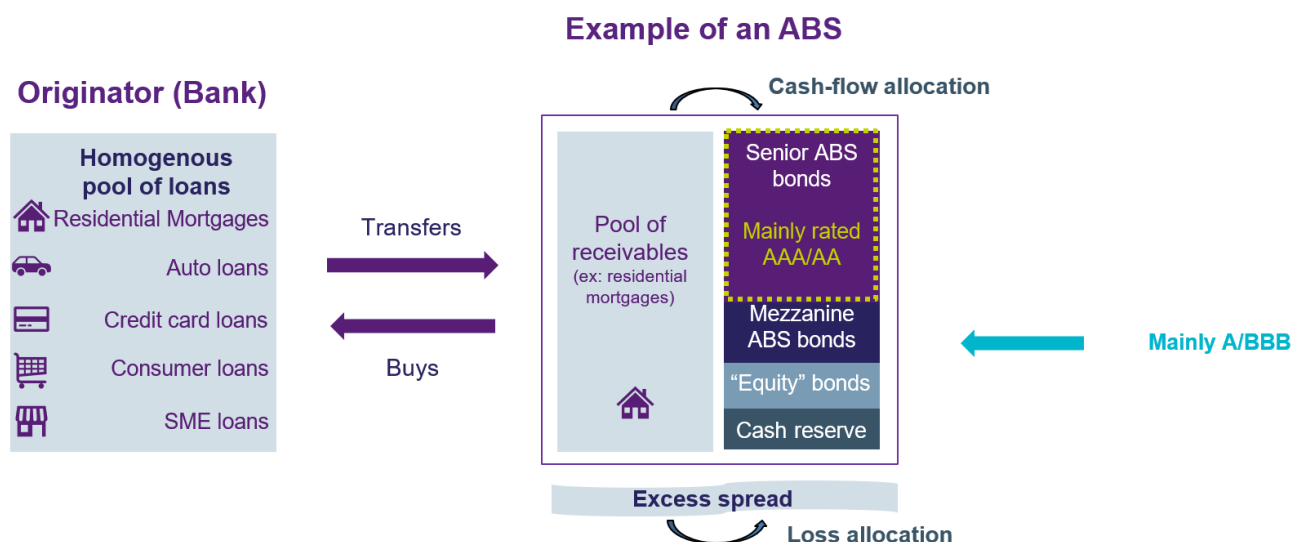 Example of an ABS
Originator (Bank)
Homogenous
pool of loans
Residential Mortgages
Auto loans
Credit card loans
Consumer loans
SME loans
Transfers
Buys
Cash-flow allocation
Pool of
receivables
(ex: residential
mortgages)
Senior ABS
bonds
Mainly rated
AAA/AA
Mezzanine
ABS bonds
“Equity” bonds
Cash reserve
Mainly A/BBB
Excess spread
Loss allocation